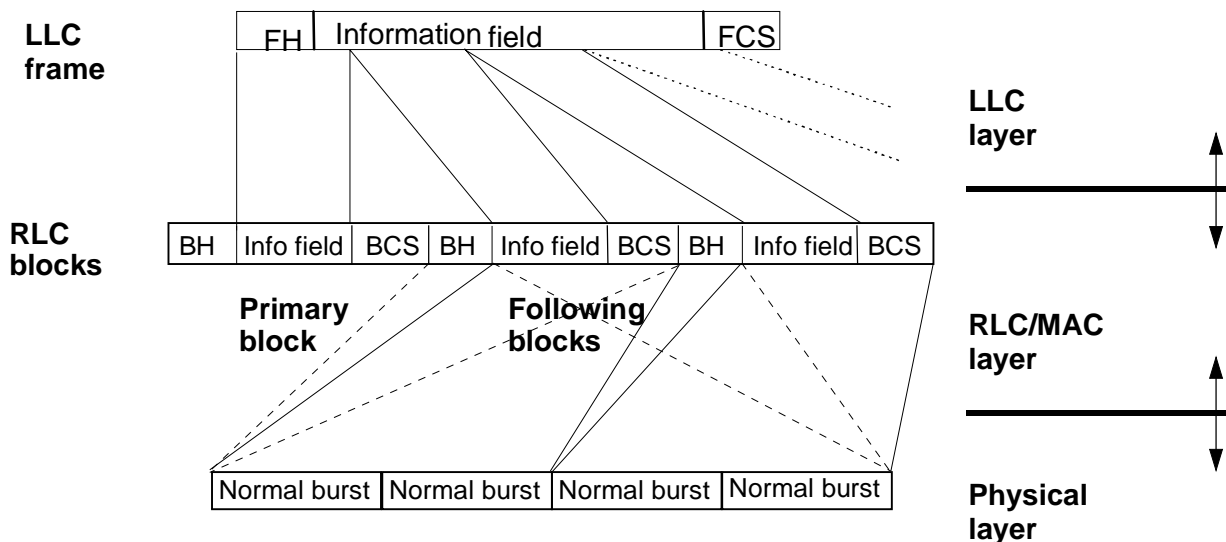 LLC
frame
FH
Information field
FCS
LLC
layer
RLC
blocks
BH
Info field
BCS
BH
Info field
BCS
BH
Info field
BCS
Primary
block
Following
blocks
RLC/MAC
layer
Normal burst
Normal burst
Normal burst
Normal burst
Physical
layer